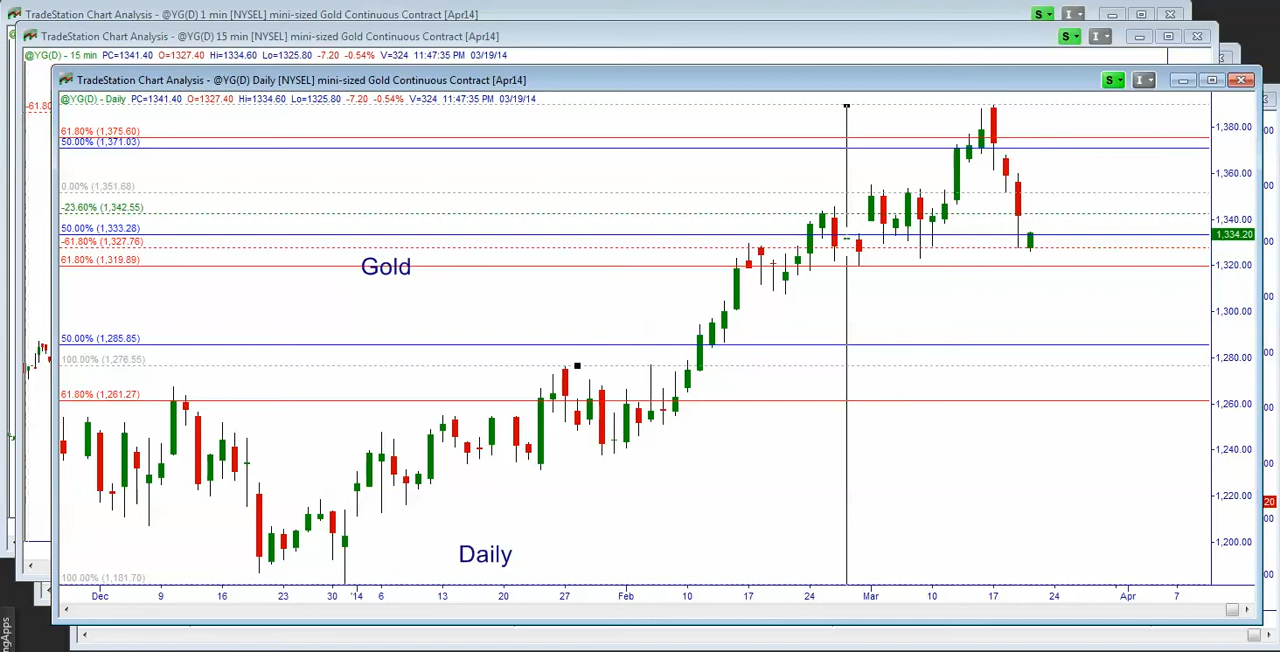 TradeStation Chart Analysis - @YG(D) 1 min [NYSEL] mini-sized Gold Continuous Contract [Apr14]
S
I
TradeStation Chart Analysis - @YG(D) 15 min [NYSEL] mini-sized Gold Continuous Contract [Apr14]
S
I
@YG(D) - 15 min PC=1341.40 O=1327.40 Hi=1334.60 Lo=1325.80 -7.20 -0.54% V=324 11:47:35 PM 03/19/14
TradeStation Chart Analysis - @YG(D) Daily [NYSEL] mini-sized Gold Continuous Contract [Apr14]
S
I
@YG(D) - Daily PC=1341.40 O=1327.40 Hi=1334.60 Lo=1325.80 -7.20 -0.54% V=324 11:47:35 PM 03/19/14
-61.80
61.80% (1,375.60)
50.00% (1,371.03)
0.00% (1,351.68)
-23.60% (1,342.55)
50.00% (1,333.28)
-61.80% (1,327.76)
61.80% (1,319.89)
Gold
50.00% (1,285.85)
100.00% (1,276.55)
61.80% (1,261.27)
Daily
100.00% (1,181.70)
1,380.00
1,360.00
1,340.00
1,334.20
1,320.00
1,300.00
1,280.00
1,260.00
1,240.00
1,220.00
1,200.00
Dec 9 16 23 30 '14 6 13 20 27 Feb 10 17 24 Mar 10 17 24 Apr 7
20
ngApps